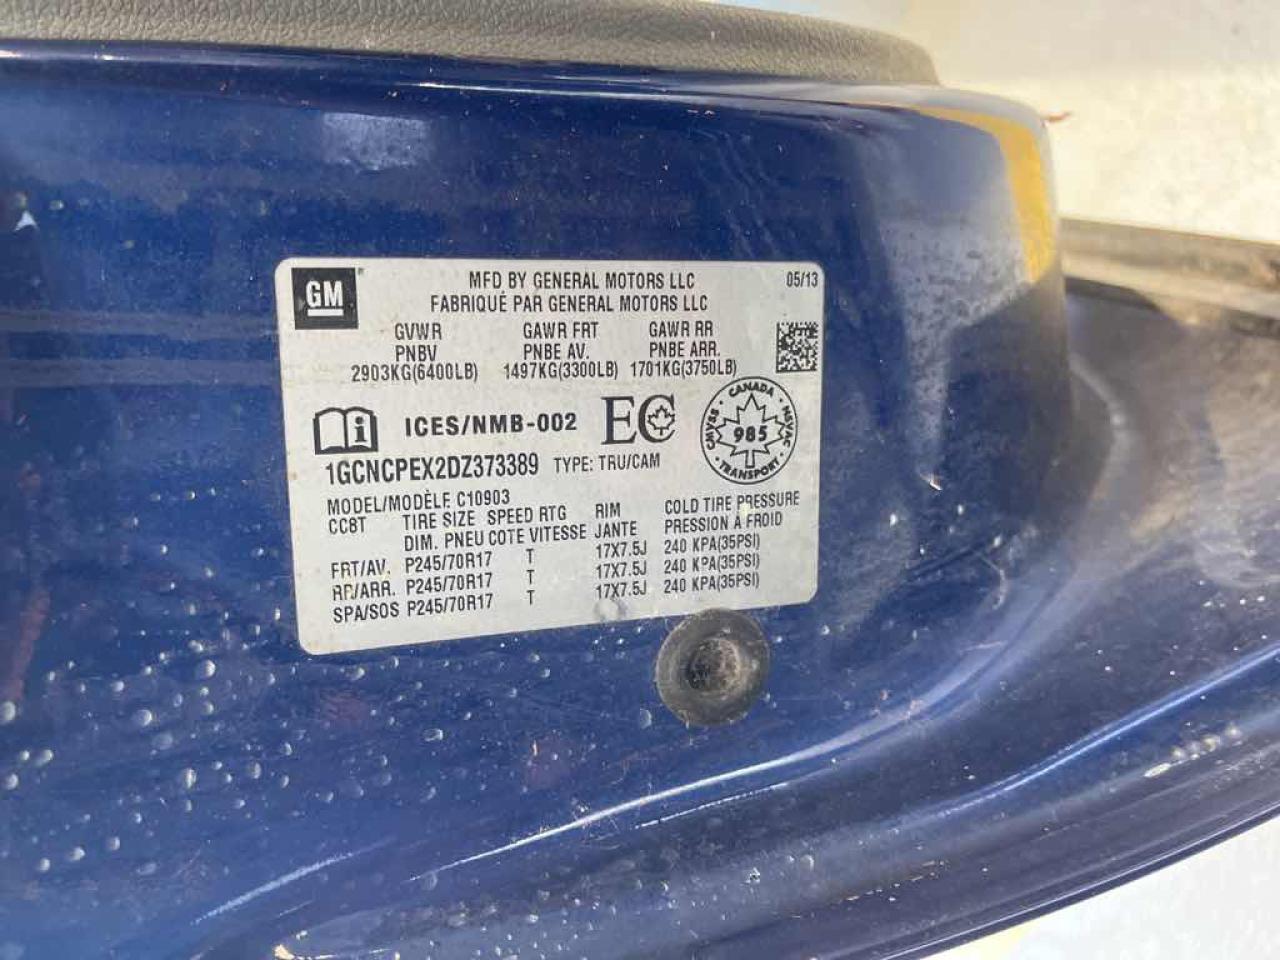 GM
MFD BY GENERAL MOTORS LLC 05/13
FABRIQUÉ PAR GENERAL MOTORS LLC
GVWR GAWR FRT GAWR RR
PNBV PNBE AV. PNBE ARR.
2903KG(6400LB) 1497KG(3300LB) 1701KG(3750LB)
ICES/NMB-002 EC
CANADA
CMVSS 985 NSVAC
TRANSPORT
1GCNCPEX2DZ373389 TYPE: TRU/CAM
MODEL/MODÈLE C10903
CC8T TIRE SIZE SPEED RTG RIM COLD TIRE PRESSURE
DIM. PNEU COTE VITESSE JANTE PRESSION A FROID
FRT/AV. P245/70R17 T 17X7.5J 240 KPA(35PSI)
RR/ARR. P245/70R17 T 17X7.5J 240 KPA(35PSI)
SPA/SOS P245/70R17 T 17X7.5J 240 KPA(35PSI)